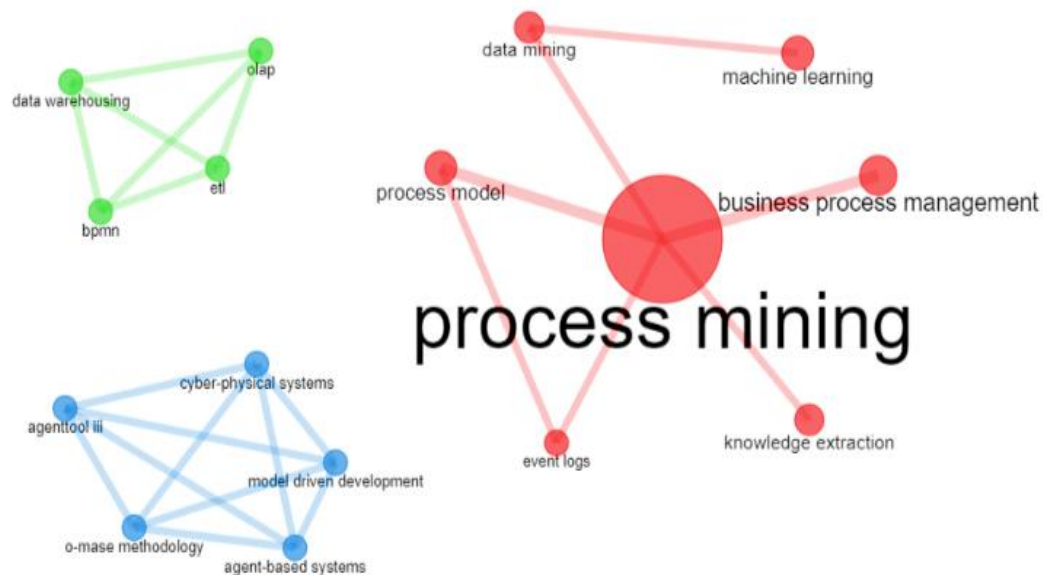 olap
data warehousing
etl
bpmn
data mining
machine learning
process model
business process management
process mining
event logs
knowledge extraction
cyber-physical systems
agenttool iii
model driven development
o-mase methodology
agent-based systems